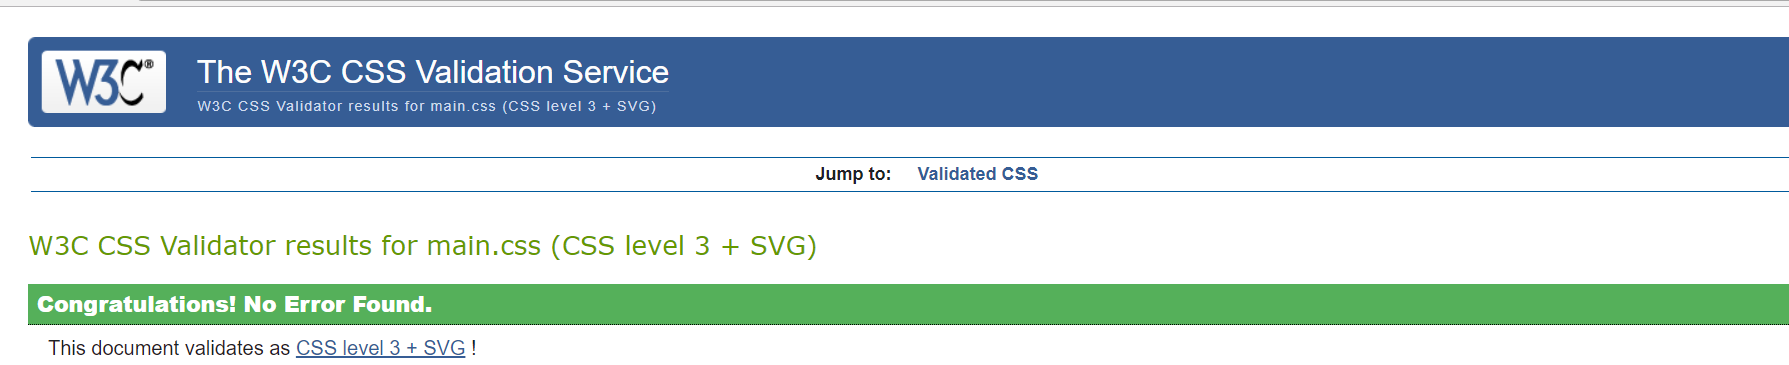 W3C®
The W3C CSS Validation Service
W3C CSS Validator results for main.css (CSS level 3 + SVG)
Jump to: Validated CSS
W3C CSS Validator results for main.css (CSS level 3 + SVG)
Congratulations! No Error Found.
This document validates as CSS level 3 + SVG !